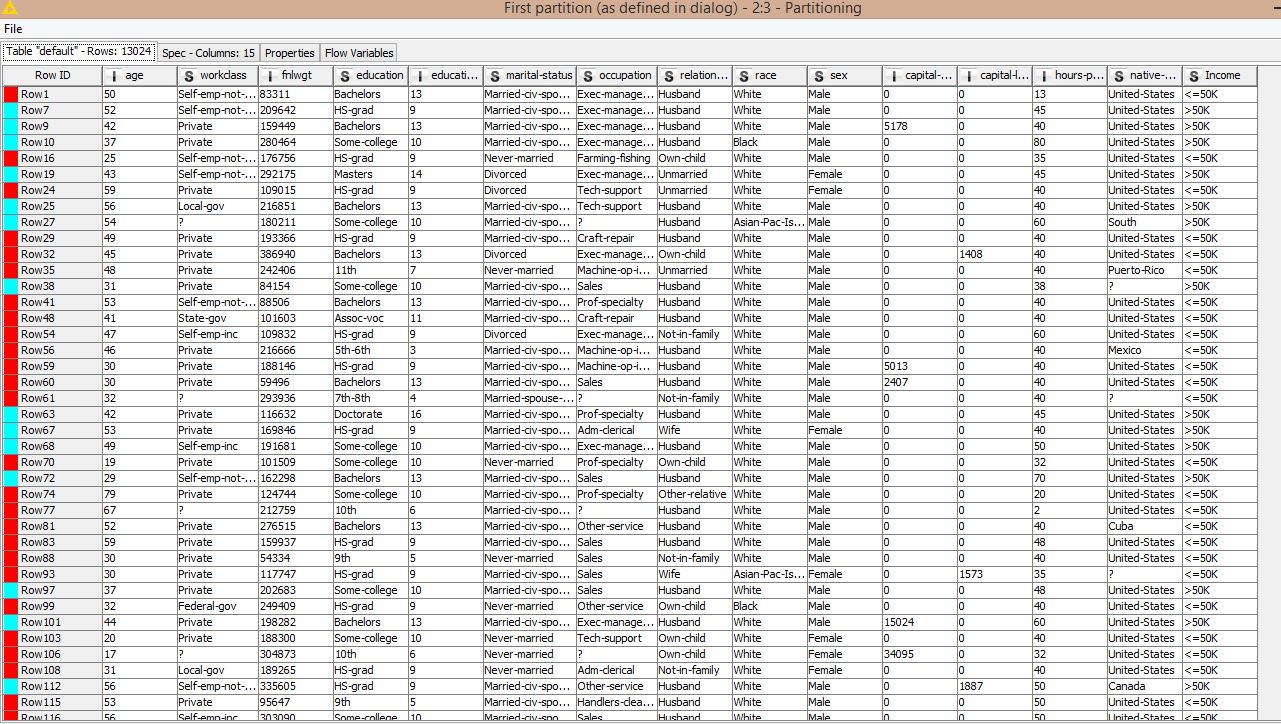 First partition (as defined in dialog) - 2:3 - Partitioning
File
Table "default" - Rows: 13024 Spec - Columns: 15 Properties Flow Variables
Row ID I age S workclass I fnlwgt S education I educati... S marital-status S occupation S relation... S race S sex I capital-... I capital-l... I hours-p... S native-... S Income
Row1 50 Self-emp-not-... 83311 Bachelors 13 Married-civ-spo... Exec-manage... Husband White Male 0 0 13 United-States <=50K
Row7 52 Self-emp-not-... 209642 HS-grad 9 Married-civ-spo... Exec-manage... Husband White Male 0 0 45 United-States >50K
Row9 42 Private 159449 Bachelors 13 Married-civ-spo... Exec-manage... Husband White Male 5178 0 40 United-States >50K
Row10 37 Private 280464 Some-college 10 Married-civ-spo... Exec-manage... Husband Black Male 0 0 80 United-States >50K
Row16 25 Self-emp-not-... 176756 HS-grad 9 Never-married Farming-fishing Own-child White Male 0 0 35 United-States <=50K
Row19 43 Self-emp-not-... 292175 Masters 14 Divorced Exec-manage... Unmarried White Female 0 0 45 United-States >50K
Row24 59 Private 109015 HS-grad 9 Divorced Tech-support Unmarried White Female 0 0 40 United-States <=50K
Row25 56 Local-gov 216851 Bachelors 13 Married-civ-spo... Tech-support Husband White Male 0 0 40 United-States >50K
Row27 54 ? 180211 Some-college 10 Married-civ-spo... ? Husband Asian-Pac-Is... Male 0 0 60 South >50K
Row29 49 Private 193366 HS-grad 9 Married-civ-spo... Craft-repair Husband White Male 0 0 40 United-States <=50K
Row32 45 Private 386940 Bachelors 13 Divorced Exec-manage... Own-child White Male 0 1408 40 United-States <=50K
Row35 48 Private 242406 11th 7 Never-married Machine-op-i... Unmarried White Male 0 0 40 Puerto-Rico <=50K
Row38 31 Private 84154 Some-college 10 Married-civ-spo... Sales Husband White Male 0 0 38 ? >50K
Row41 53 Self-emp-not-... 88506 Bachelors 13 Married-civ-spo... Prof-specialty Husband White Male 0 0 40 United-States <=50K
Row48 41 State-gov 101603 Assoc-voc 11 Married-civ-spo... Craft-repair Husband White Male 0 0 40 United-States <=50K
Row54 47 Self-emp-inc 109832 HS-grad 9 Divorced Exec-manage... Not-in-family White Male 0 0 60 United-States <=50K
Row56 46 Private 216666 5th-6th 3 Married-civ-spo... Machine-op-i... Husband White Male 0 0 40 Mexico <=50K
Row59 30 Private 188146 HS-grad 9 Married-civ-spo... Machine-op-i... Husband White Male 5013 0 40 United-States <=50K
Row60 30 Private 59496 Bachelors 13 Married-civ-spo... Sales Husband White Male 2407 0 40 United-States <=50K
Row61 32 ? 293936 7th-8th 4 Married-spouse-... ? Not-in-family White Male 0 0 40 ? <=50K
Row63 42 Private 116632 Doctorate 16 Married-civ-spo... Prof-specialty Husband White Male 0 0 45 United-States >50K
Row67 53 Private 169846 HS-grad 9 Married-civ-spo... Adm-clerical Wife White Female 0 0 40 United-States >50K
Row68 49 Self-emp-inc 191681 Some-college 10 Married-civ-spo... Exec-manage... Husband White Male 0 0 50 United-States >50K
Row70 19 Private 101509 Some-college 10 Never-married Prof-specialty Own-child White Male 0 0 32 United-States <=50K
Row72 29 Self-emp-not-... 162298 Bachelors 13 Married-civ-spo... Sales Husband White Male 0 0 70 United-States >50K
Row74 79 Private 124744 Some-college 10 Married-civ-spo... Prof-specialty Other-relative White Male 0 0 20 United-States <=50K
Row77 67 ? 212759 10th 6 Married-civ-spo... ? Husband White Male 0 0 2 United-States <=50K
Row81 52 Private 276515 Bachelors 13 Married-civ-spo... Other-service Husband White Male 0 0 40 Cuba <=50K
Row83 59 Private 159937 HS-grad 9 Married-civ-spo... Sales Husband White Male 0 0 48 United-States <=50K
Row88 30 Private 54334 9th 5 Never-married Sales Not-in-family White Male 0 0 40 United-States <=50K
Row93 30 Private 117747 HS-grad 9 Married-civ-spo... Sales Wife Asian-Pac-Is... Female 0 1573 35 ? <=50K
Row97 37 Private 202683 Some-college 10 Married-civ-spo... Sales Husband White Male 0 0 48 United-States >50K
Row99 32 Federal-gov 249409 HS-grad 9 Never-married Other-service Own-child Black Male 0 0 40 United-States <=50K
Row101 44 Private 198282 Bachelors 13 Married-civ-spo... Exec-manage... Husband White Male 15024 0 60 United-States >50K
Row103 20 Private 188300 Some-college 10 Never-married Tech-support Own-child White Female 0 0 40 United-States <=50K
Row106 17 ? 304873 10th 6 Never-married ? Own-child White Female 34095 0 32 United-States <=50K
Row108 31 Local-gov 189265 HS-grad 9 Never-married Adm-clerical Not-in-family White Female 0 0 40 United-States <=50K
Row112 56 Self-emp-not-... 335605 HS-grad 9 Married-civ-spo... Other-service Husband White Male 0 1887 50 Canada >50K
Row115 53 Private 95647 9th 5 Married-civ-spo... Handlers-clea... Husband White Male 0 0 50 United-States <=50K
Row116 56 Self-emp-inc 303090 Some-college 10 Married-civ-spo... Sales Husband White Male 0 0 50 United-States <=50K